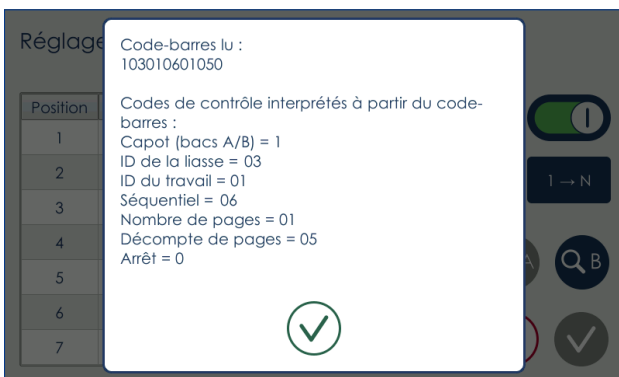 Réglage
Code-barres lu :
103010601050
Codes de contrôle interprétés à partir du code-
barres :
Capot (bacs A/B) = 1
ID de la liasse = 03
ID du travail = 01
Séquentiel = 06
Nombre de pages = 01
Décompte de pages = 05
Arrêt = 0
Position
1
2
3
4
5
6
7
1 → N
A
B